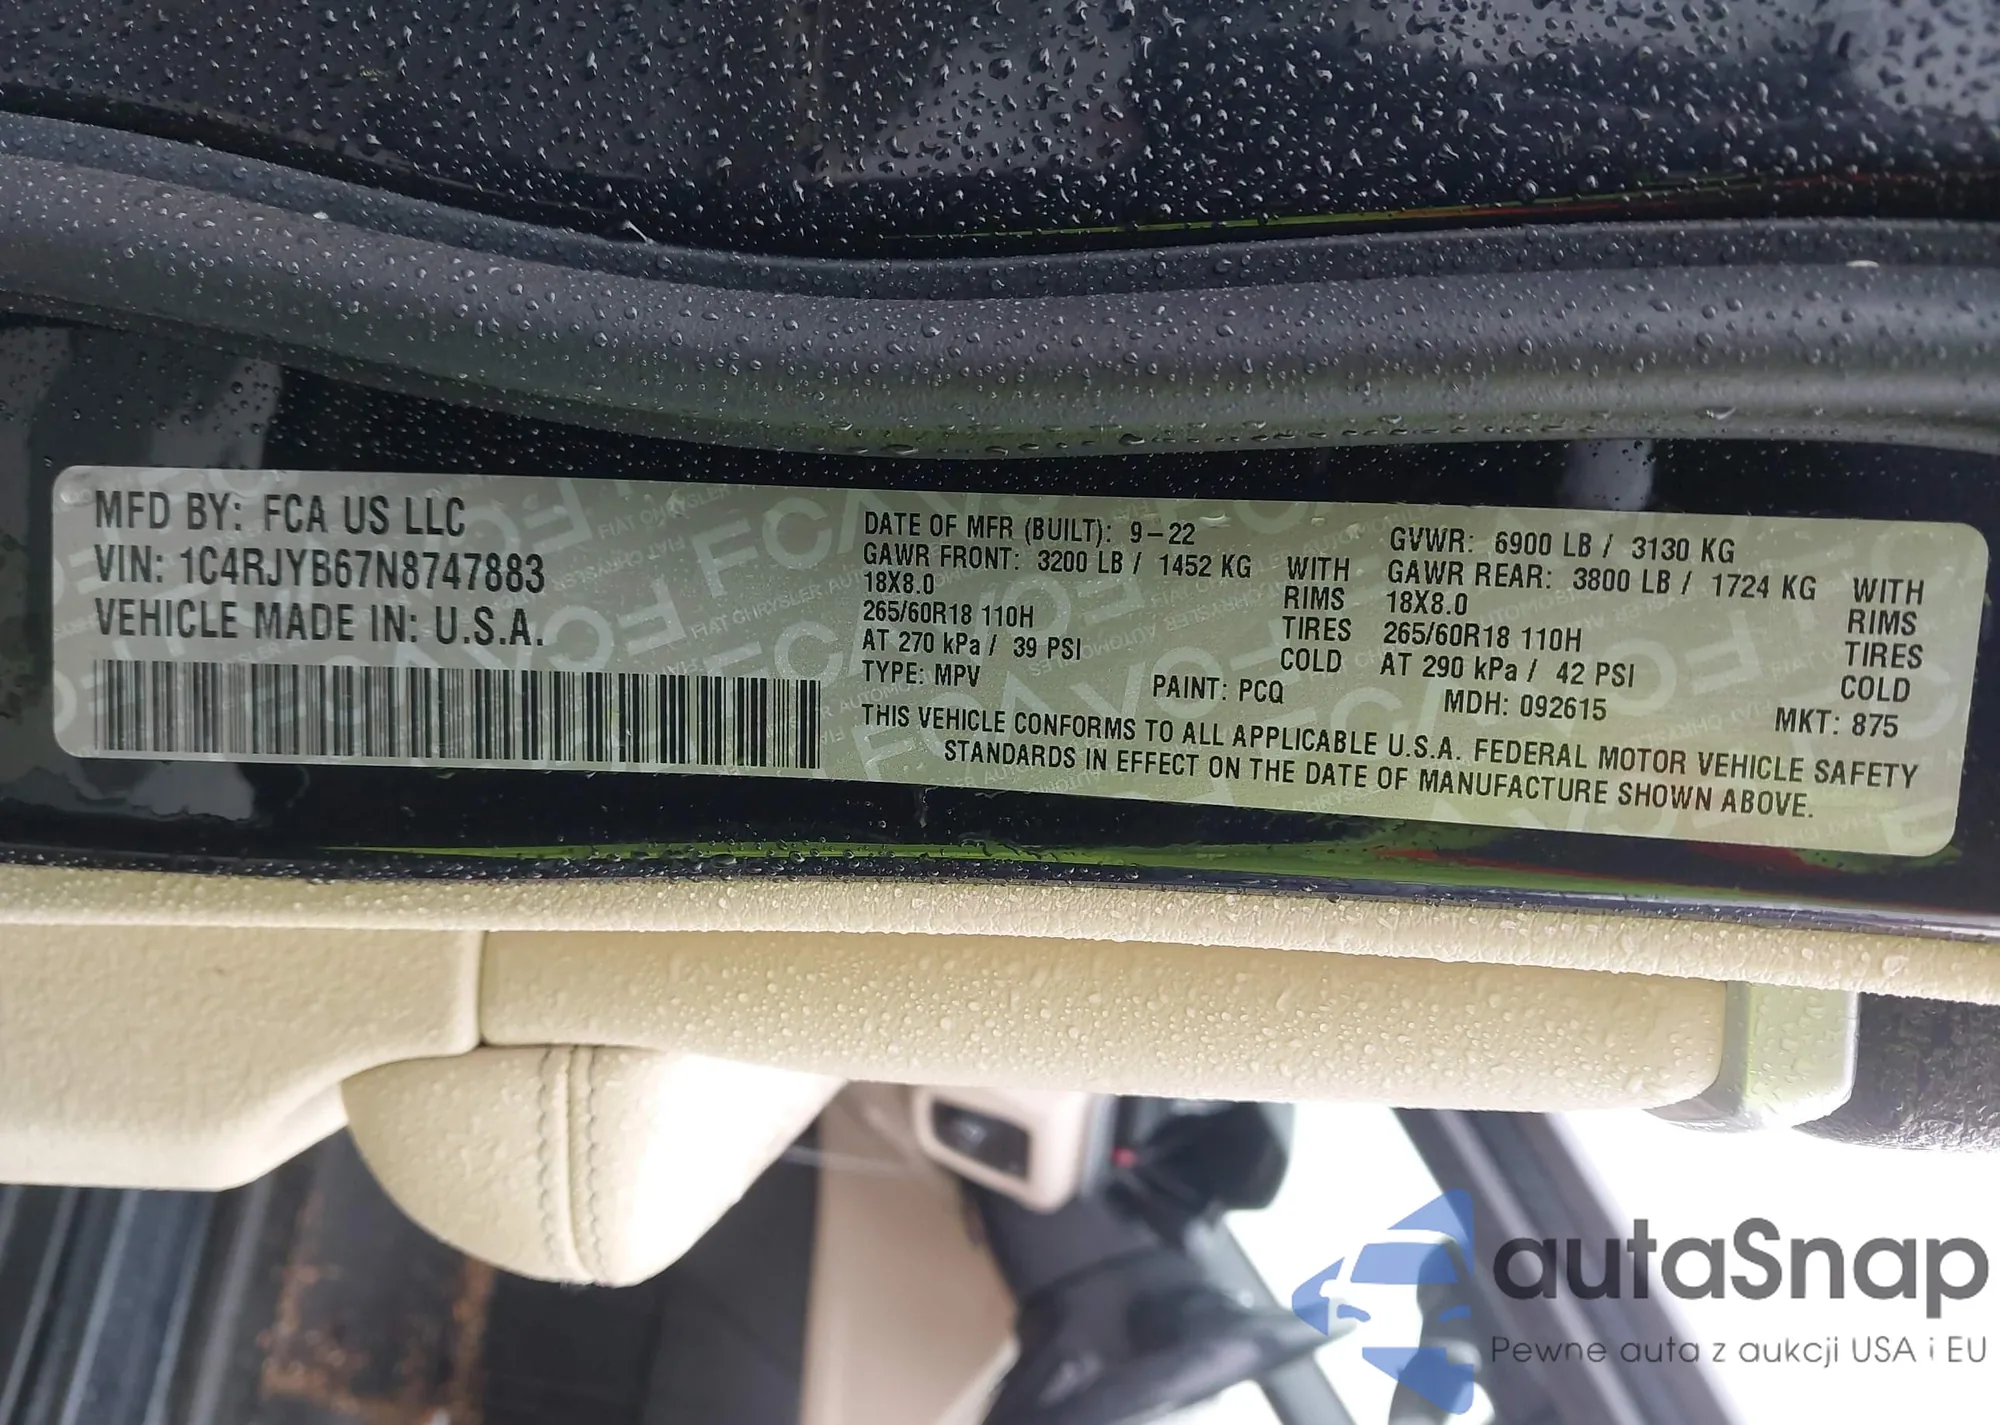 MFD BY: FCA US LLC
VIN: 1C4RJYB67N8747883
VEHICLE MADE IN: U.S.A.
DATE OF MFR (BUILT): 9-22 GVWR: 6900 LB / 3130 KG
GAWR FRONT: 3200 LB / 1452 KG WITH GAWR REAR: 3800 LB / 1724 KG WITH
18X8.0 RIMS 18X8.0 RIMS
265/60R18 110H TIRES 265/60R18 110H TIRES
AT 270 kPa / 39 PSI COLD AT 290 kPa / 42 PSI COLD
TYPE: MPV PAINT: PCQ MDH: 092615 MKT: 875
THIS VEHICLE CONFORMS TO ALL APPLICABLE U.S.A. FEDERAL MOTOR VEHICLE SAFETY
STANDARDS IN EFFECT ON THE DATE OF MANUFACTURE SHOWN ABOVE.
autaSnap
Pewne auta z aukcji USA i EU